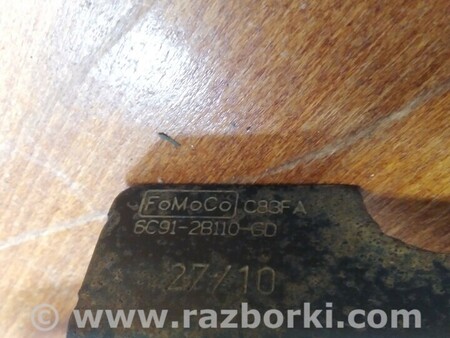 FoMoCo C83FA
6C91-2B110-CD
27/10
www.razborki.com